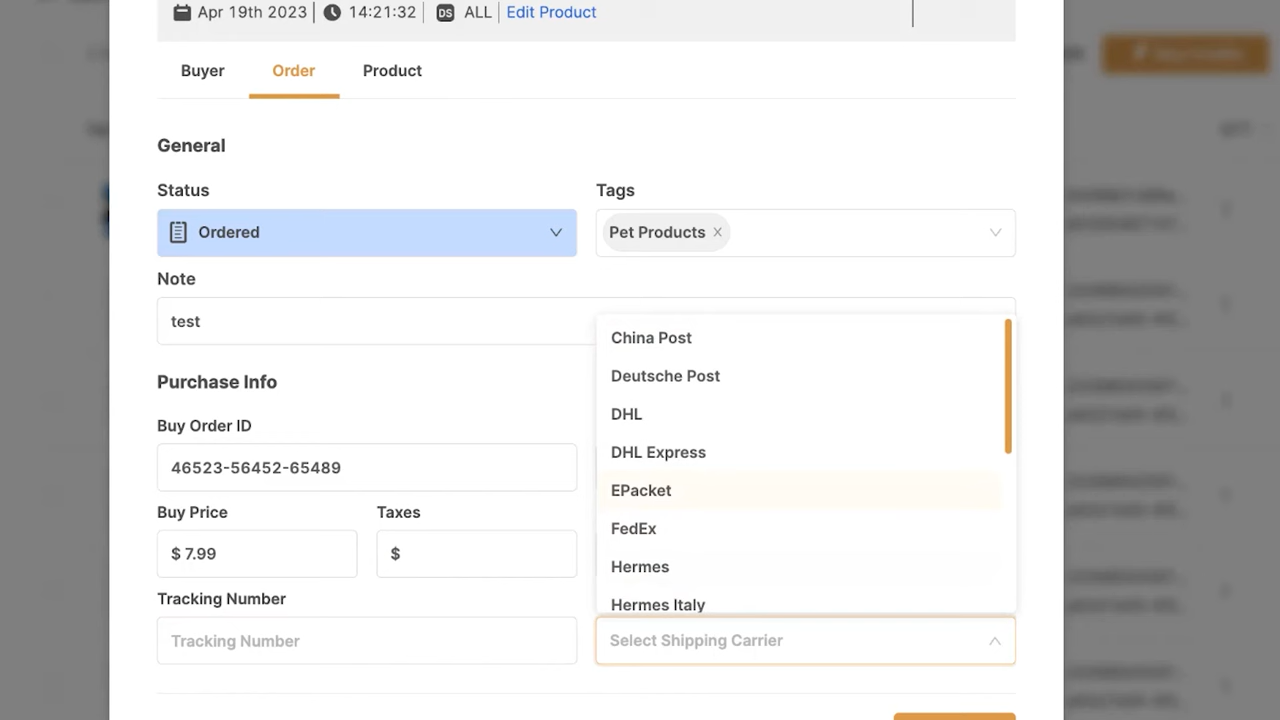 Apr 19th 2023 | 14:21:32 | DS ALL | Edit Product
Buyer Order Product
General
Status Tags
Ordered Pet Products ×
Note
test
China Post
Deutsche Post
DHL
DHL Express
EPacket
FedEx
Hermes
Hermes Italy
Purchase Info
Buy Order ID
46523-56452-65489
Buy Price Taxes
$ 7.99 $
Tracking Number
Tracking Number Select Shipping Carrier